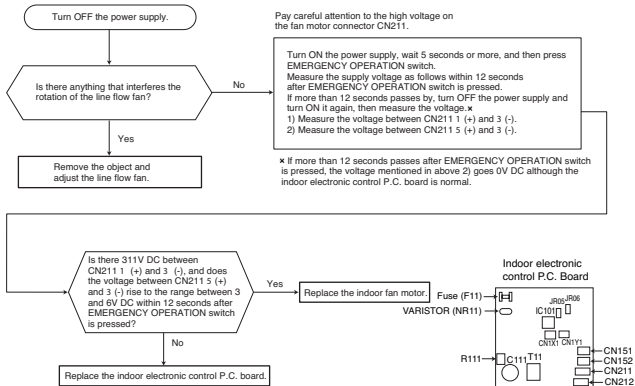 Turn OFF the power supply.
Pay careful attention to the high voltage on
the fan motor connector CN211.
Is there anything that interferes the
rotation of the line flow fan?
No
Turn ON the power supply, wait 5 seconds or more, and then press
EMERGENCY OPERATION switch.
Measure the supply voltage as follows within 12 seconds
after EMERGENCY OPERATION switch is pressed.
If more than 12 seconds passes by, turn OFF the power supply and
turn ON it again, then measure the voltage.×
1) Measure the voltage between CN211 1 (+) and 3 (-).
2) Measure the voltage between CN211 5 (+) and 3 (-).
Yes
Remove the object and
adjust the line flow fan.
× If more than 12 seconds passes after EMERGENCY OPERATION switch
is pressed, the voltage mentioned in above 2) goes 0V DC although the
indoor electronic control P.C. board is normal.
Is there 311V DC between
CN211 1 (+) and 3 (-), and does
the voltage between CN211 5 (+)
and 3 (-) rise to the range between 3
and 6V DC within 12 seconds after
EMERGENCY OPERATION switch
is pressed?
Yes
Replace the indoor fan motor.
No
Replace the indoor electronic control P.C. board.
Indoor electronic
control P.C. Board
Fuse (F11)
VARISTOR (NR11)
JR05 JR06
IC101
CN1X1 CN1Y1
R111
C111 T11
CN151
CN152
CN211
CN212